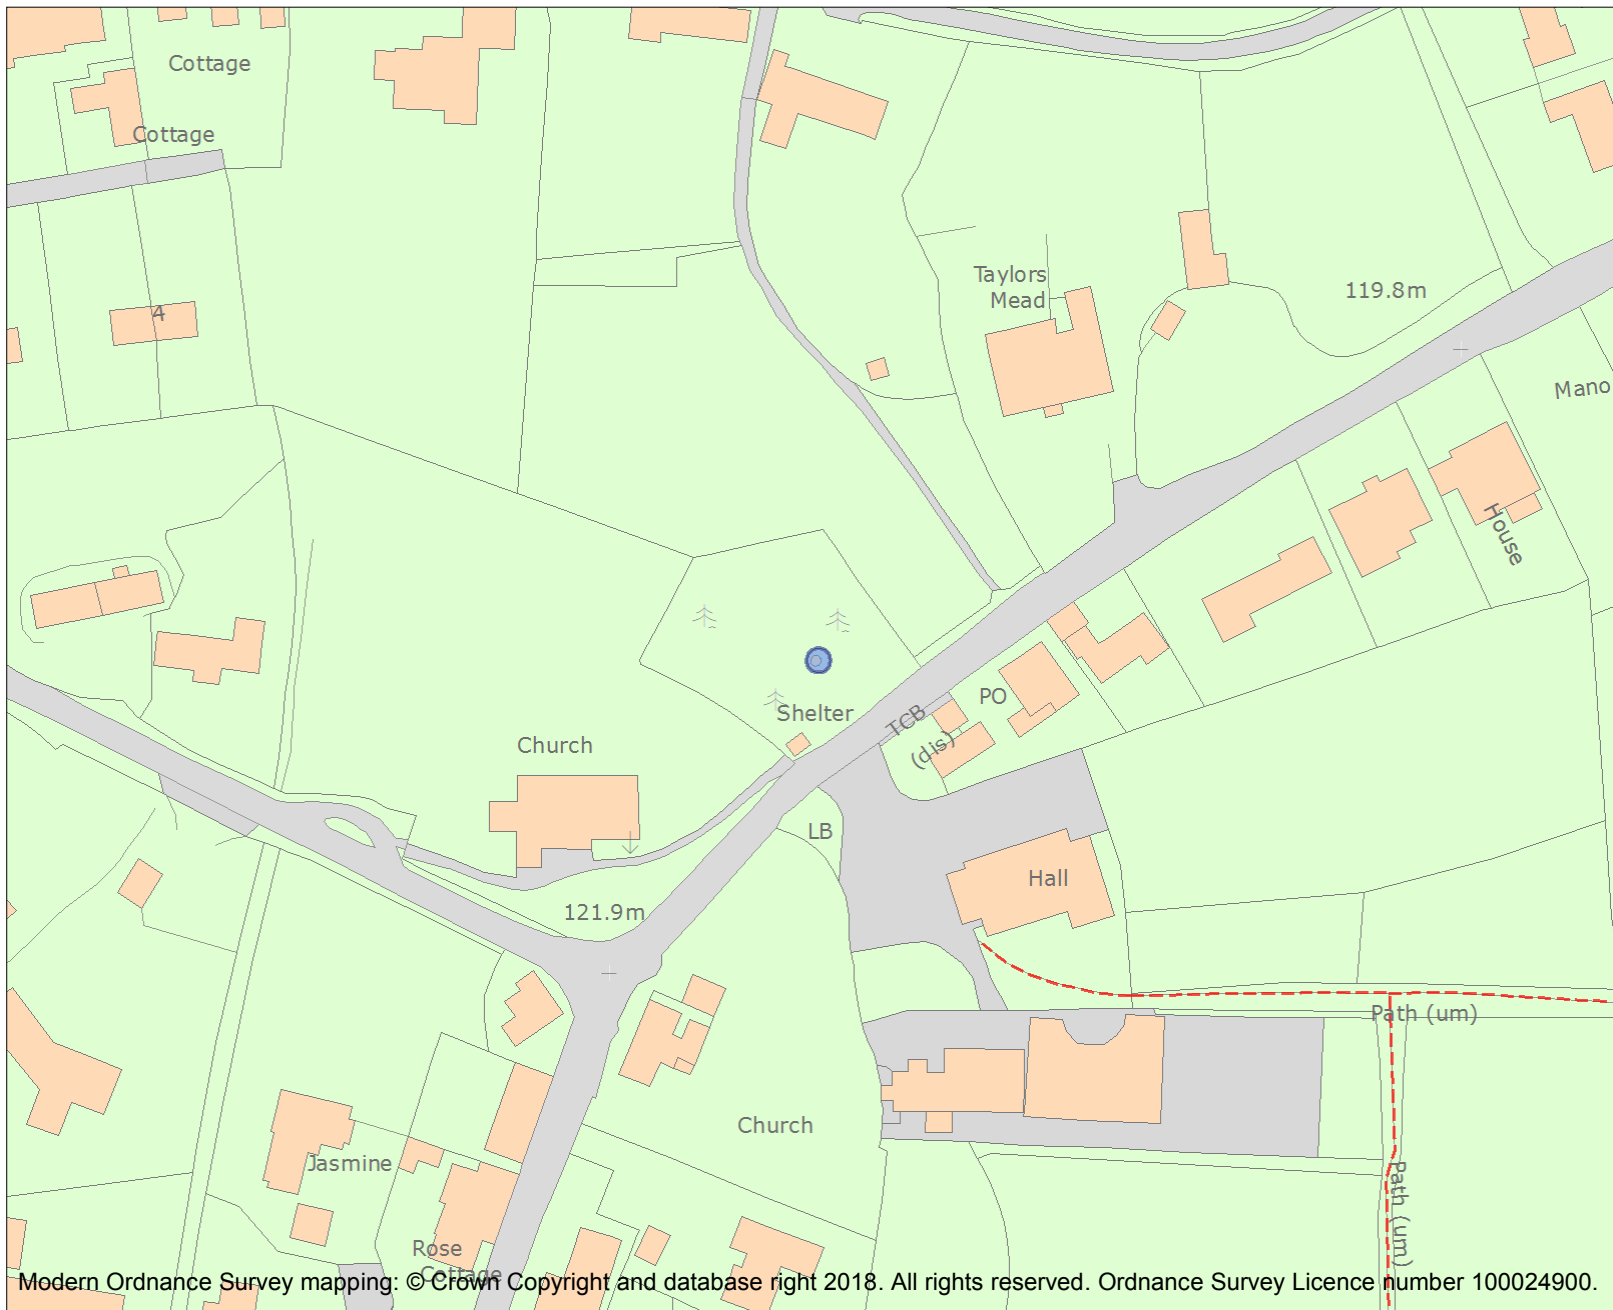 Cottage
Cottage
4
Taylors
Mead
119.8m
Mano
House
PO
TCB
(dis)
Shelter
Church
LB
Hall
121.9m
Path (um)
Church
Jasmine
Path (um)
Rose
Cottage
Modern Ordnance Survey mapping: © Crown Copyright and database right 2018. All rights reserved. Ordnance Survey Licence number 100024900.